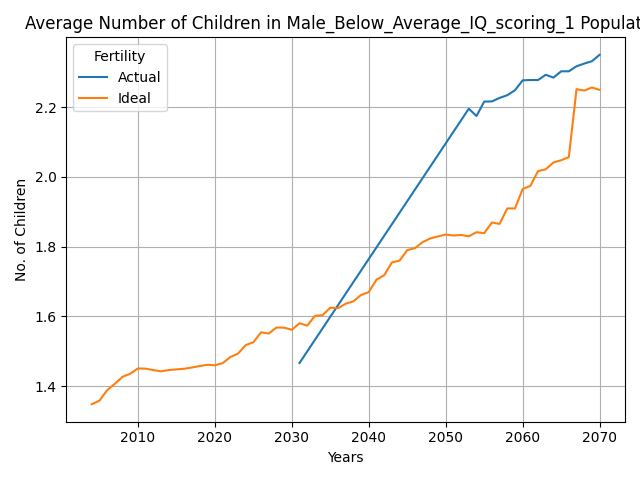 Average Number of Children in Male_Below_Average_IQ_scoring_1 Populat
Fertility
Actual
Ideal
No. of Children
2.2
2.0
1.8
1.6
1.4
2010 2020 2030 2040 2050 2060 2070
Years